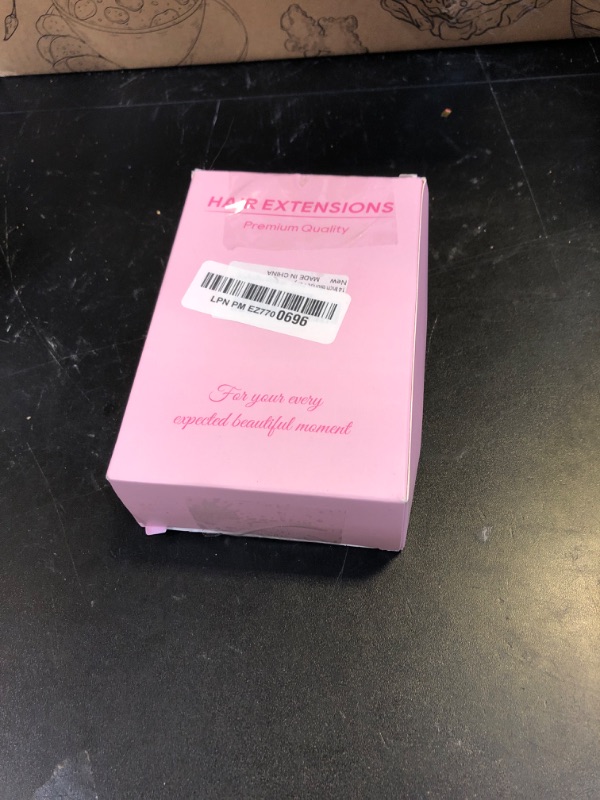 HAIR EXTENSIONS
Premium Quality
MADE IN CHINA
New
LPN PM EZ770 0696
For your every
expected beautiful moment